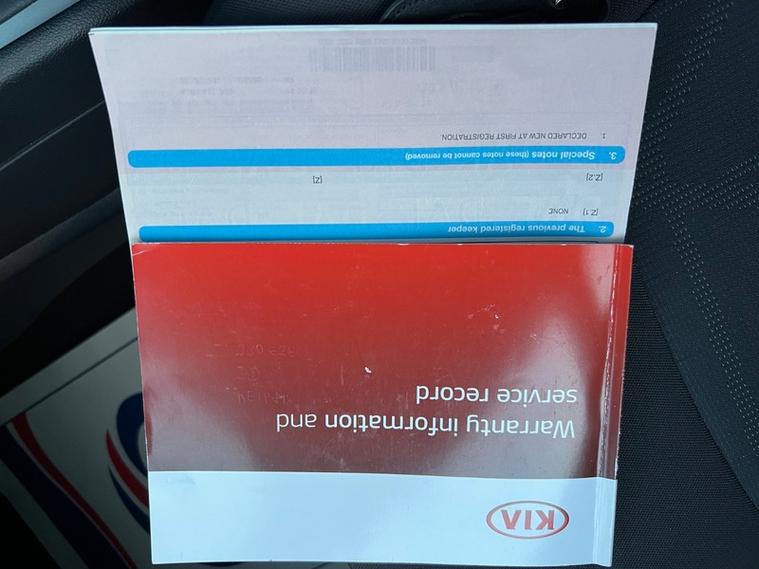 KIA
Warranty information and
service record
2. The previous registered keeper
[Z.1] NONE
[Z.2] [Z]
3. Special notes (these notes cannot be removed)
1 DECLARED NEW AT FIRST REGISTRATION